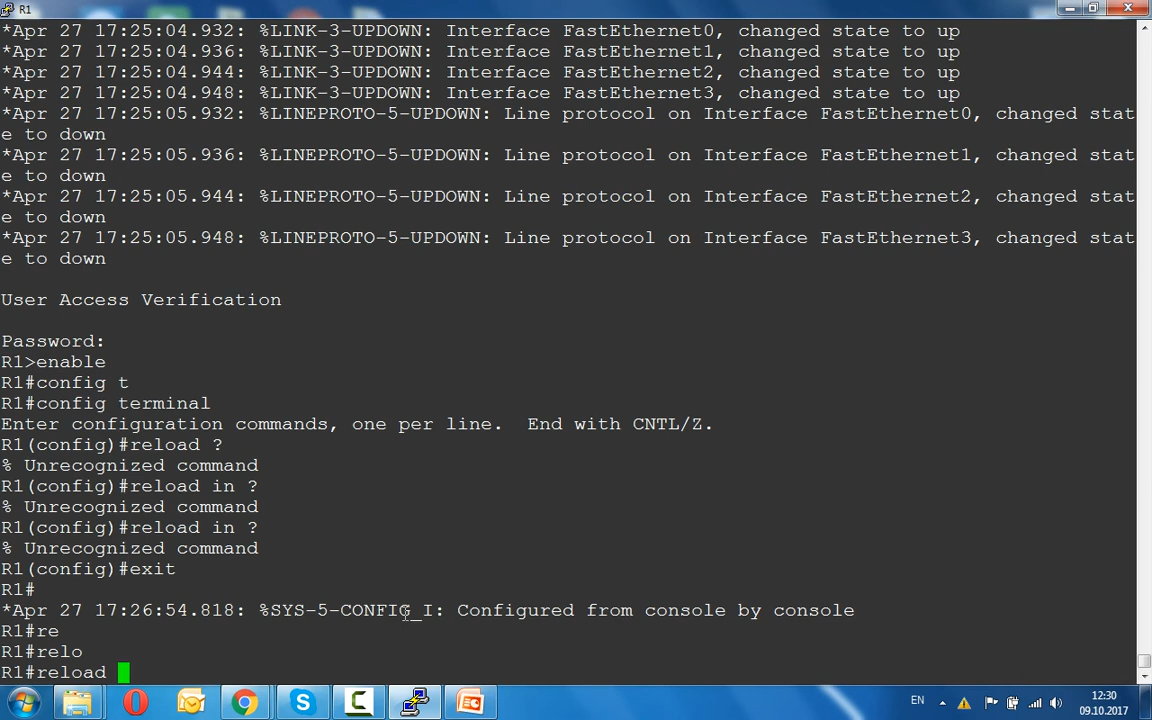 R1
*Apr 27 17:25:04.932: %LINK-3-UPDOWN: Interface FastEthernet0, changed state to up
*Apr 27 17:25:04.936: %LINK-3-UPDOWN: Interface FastEthernet1, changed state to up
*Apr 27 17:25:04.944: %LINK-3-UPDOWN: Interface FastEthernet2, changed state to up
*Apr 27 17:25:04.948: %LINK-3-UPDOWN: Interface FastEthernet3, changed state to up
*Apr 27 17:25:05.932: %LINEPROTO-5-UPDOWN: Line protocol on Interface FastEthernet0, changed stat
e to down
*Apr 27 17:25:05.936: %LINEPROTO-5-UPDOWN: Line protocol on Interface FastEthernet1, changed stat
e to down
*Apr 27 17:25:05.944: %LINEPROTO-5-UPDOWN: Line protocol on Interface FastEthernet2, changed stat
e to down
*Apr 27 17:25:05.948: %LINEPROTO-5-UPDOWN: Line protocol on Interface FastEthernet3, changed stat
e to down
User Access Verification
Password:
R1>enable
R1#config t
R1#config terminal
Enter configuration commands, one per line.  End with CNTL/Z.
R1(config)#reload ?
% Unrecognized command
R1(config)#reload in ?
% Unrecognized command
R1(config)#reload in ?
% Unrecognized command
R1(config)#exit
R1#
*Apr 27 17:26:54.818: %SYS-5-CONFIG_I: Configured from console by console
R1#re
R1#relo
R1#reload
EN
12:30
09.10.2017